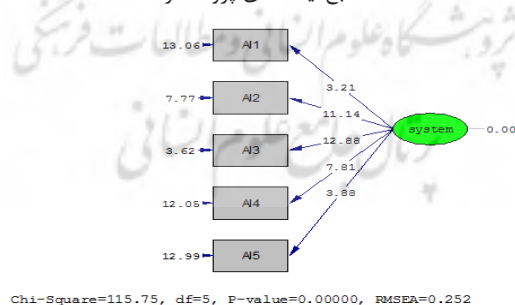 13.06 AI1
3.21
7.77 AI2
11.14
system 0.00
3.62 AI3
12.88
7.81
12.05 AI4
3.88
12.99 AI5
Chi-Square=115.75, df=5, P-value=0.00000, RMSEA=0.252